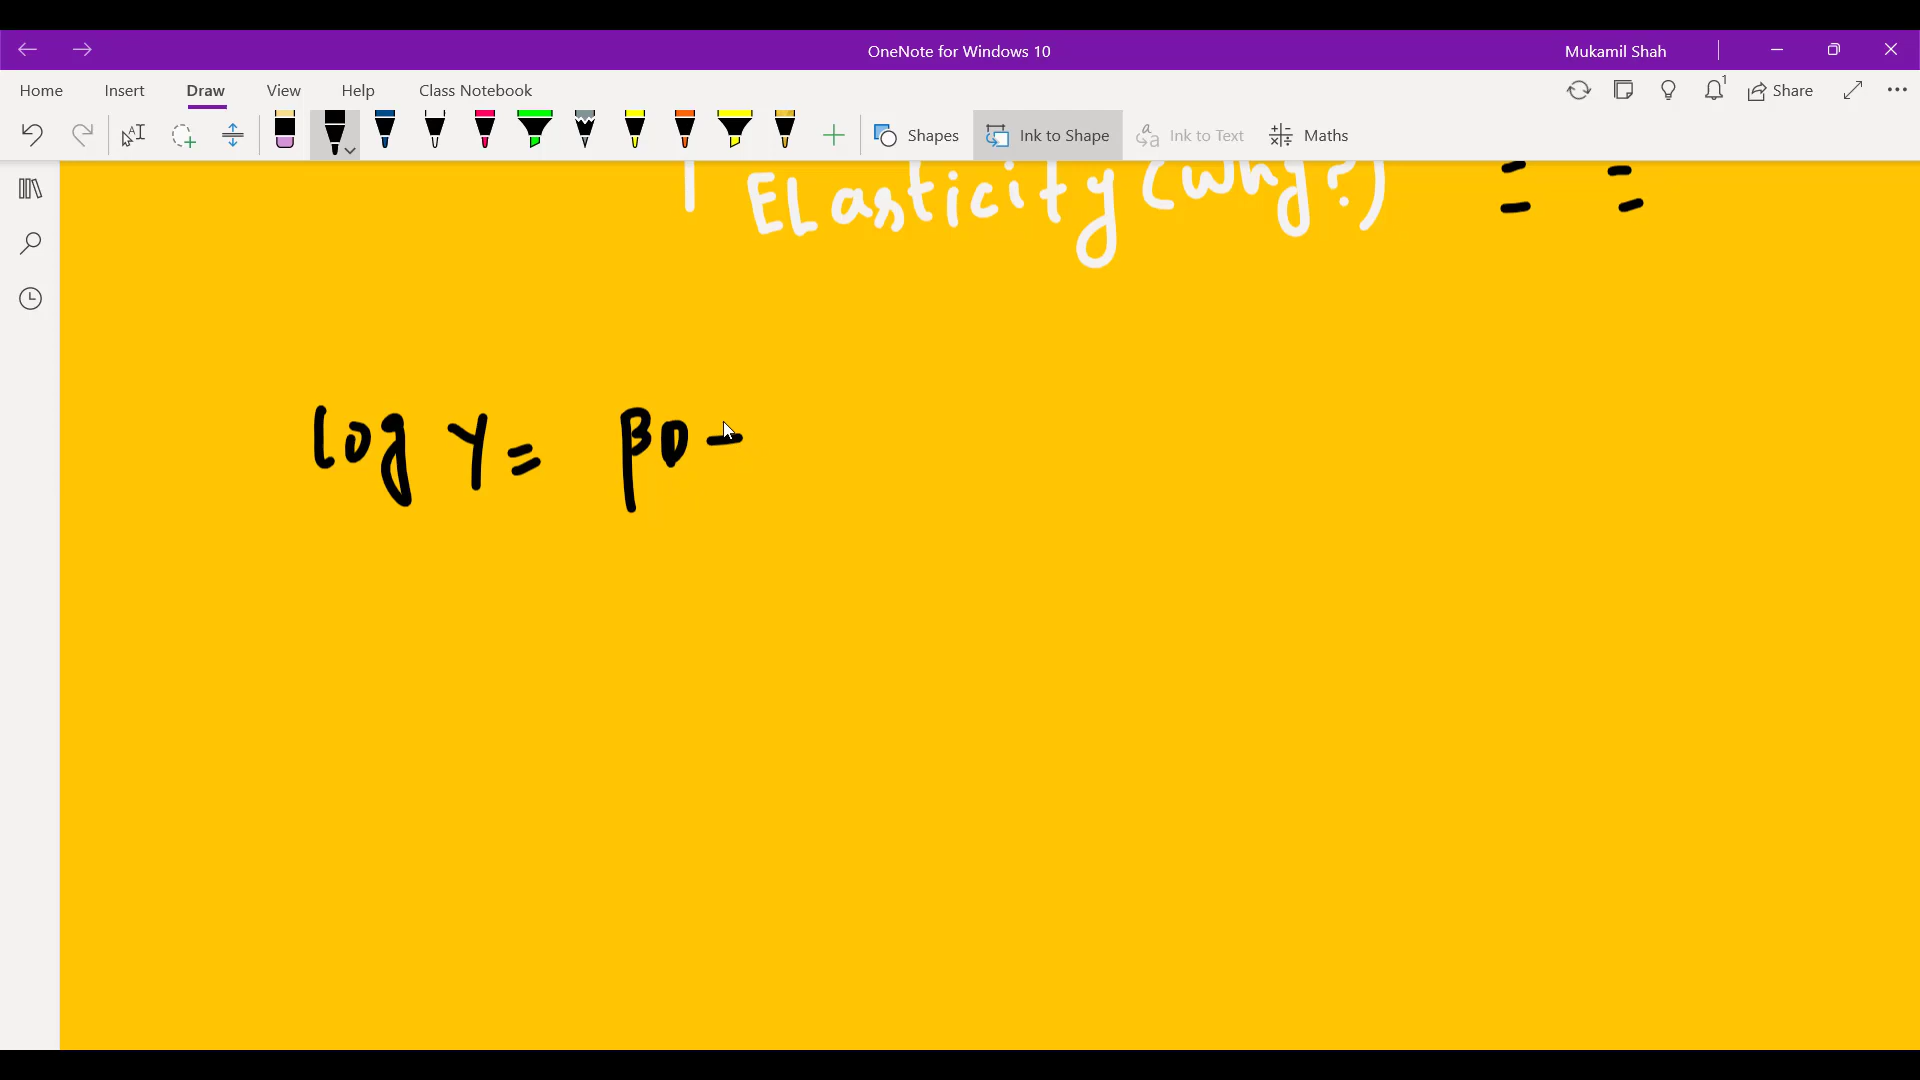 OneNote for Windows 10
Mukamil Shah
Home Insert Draw View Help Class Notebook
1
Share
Shapes
Ink to Shape
Ink to Text
Maths
ELasticity (why?) = =
log Y = β0 -